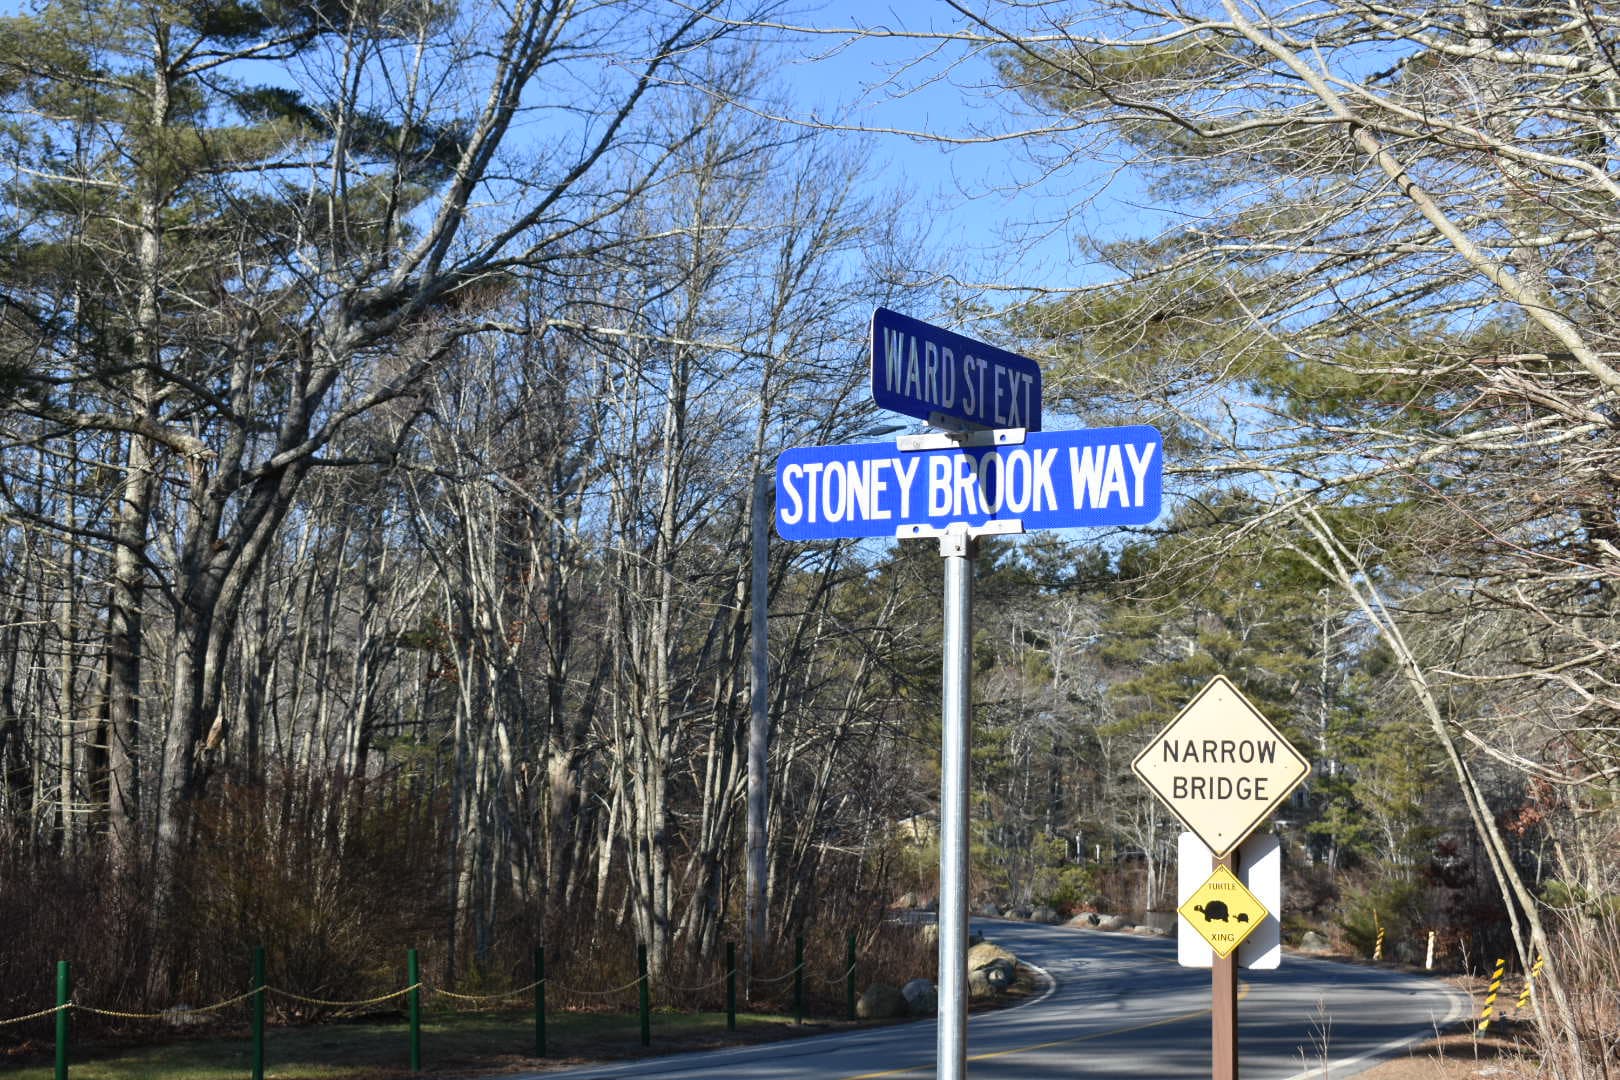 WARD ST EXT
STONEY BROOK WAY
NARROW
BRIDGE
TURTLE
XING